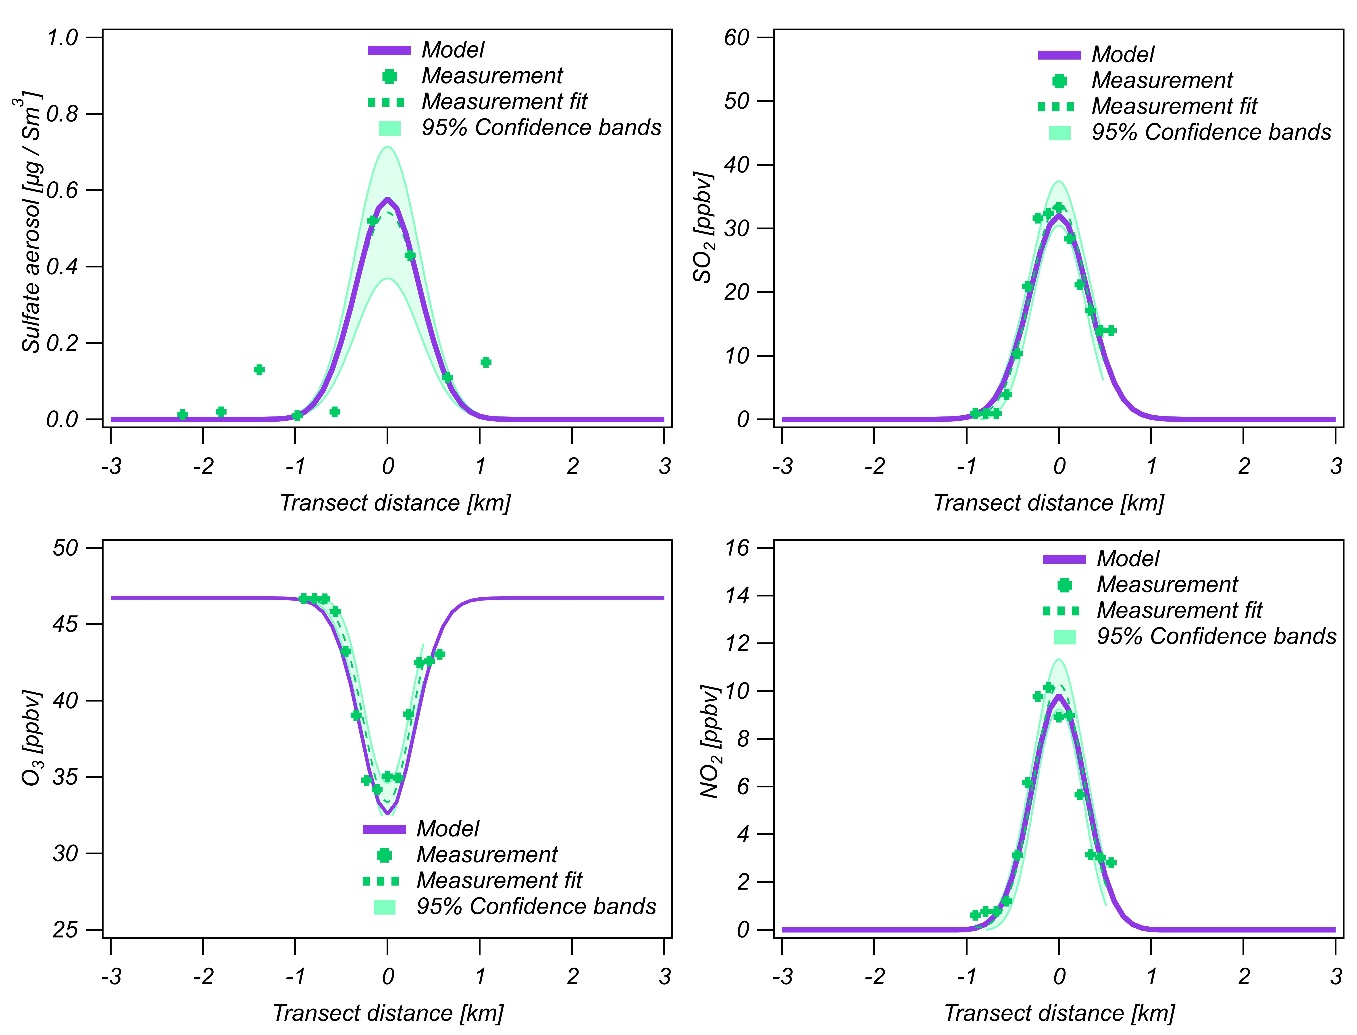 1.0
0.8
0.6
0.4
0.2
0.0
Sulfate aerosol [µg / Sm³]
Model
Measurement
Measurement fit
95% Confidence bands
-3 -2 -1 0 1 2 3
Transect distance [km]
60
50
40
30
20
10
0
SO₂ [ppbv]
Model
Measurement
Measurement fit
95% Confidence bands
-3 -2 -1 0 1 2 3
Transect distance [km]
50
45
40
35
30
25
O₃ [ppbv]
Model
Measurement
Measurement fit
95% Confidence bands
-3 -2 -1 0 1 2 3
Transect distance [km]
16
14
12
10
8
6
4
2
0
NO₂ [ppbv]
Model
Measurement
Measurement fit
95% Confidence bands
-3 -2 -1 0 1 2 3
Transect distance [km]